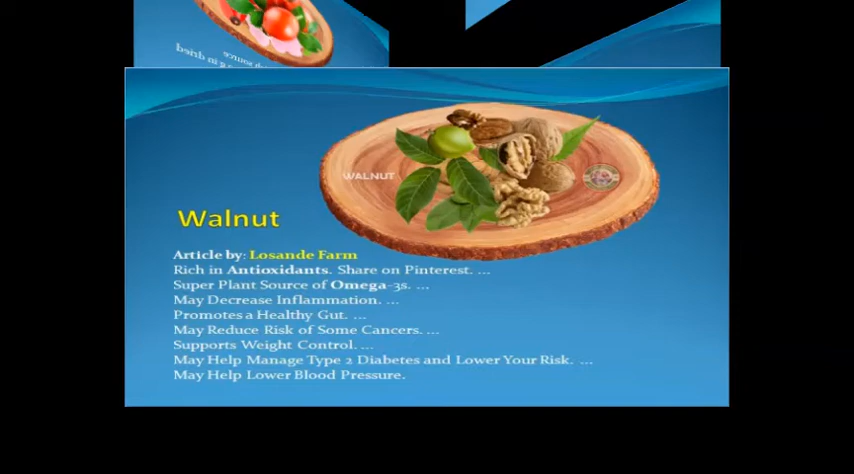 WALNUT
Walnut
Article by: Losande Farm
Rich in Antioxidants. Share on Pinterest. ...
Super Plant Source of Omega-3s. ...
May Decrease Inflammation. ...
Promotes a Healthy Gut. ...
May Reduce Risk of Some Cancers. ...
Supports Weight Control. ...
May Help Manage Type 2 Diabetes and Lower Your Risk. ...
May Help Lower Blood Pressure.